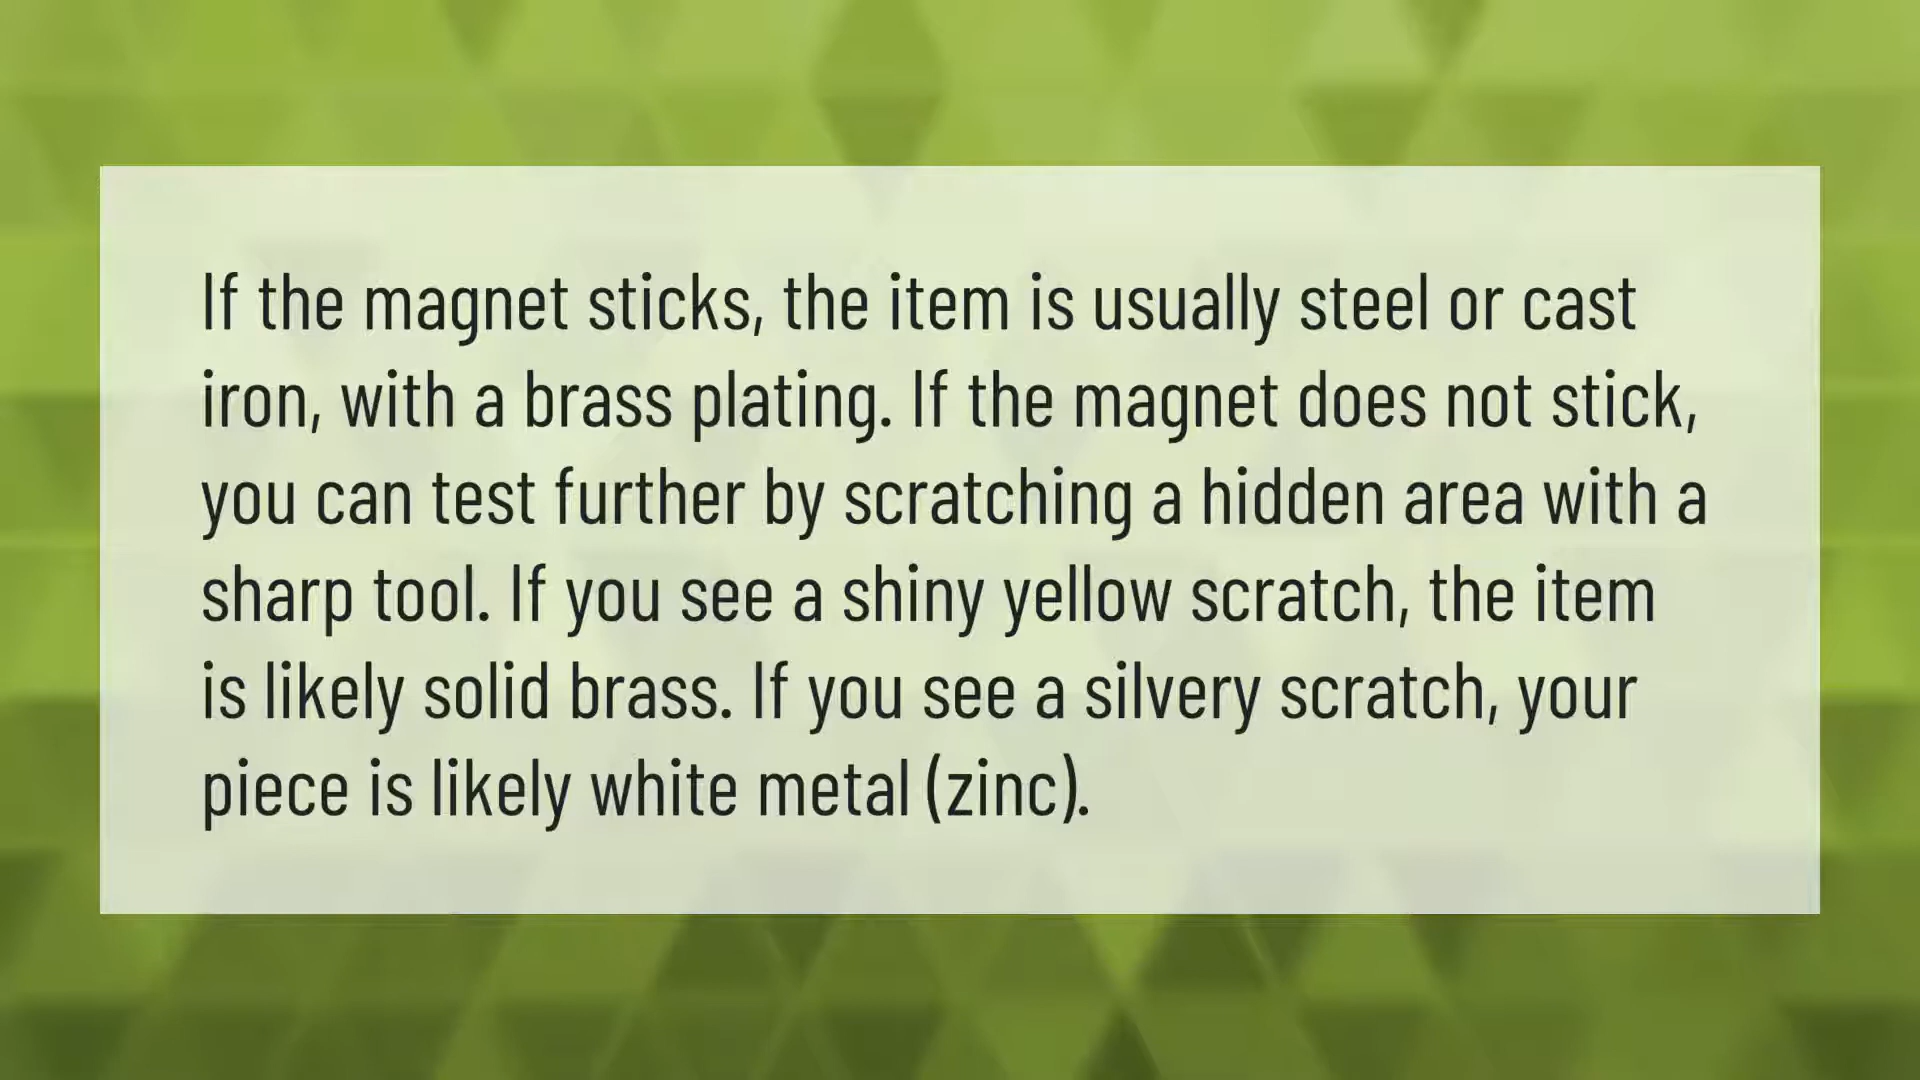 If the magnet sticks, the item is usually steel or cast
iron, with a brass plating. If the magnet does not stick,
you can test further by scratching a hidden area with a
sharp tool. If you see a shiny yellow scratch, the item
is likely solid brass. If you see a silvery scratch, your
piece is likely white metal (zinc).